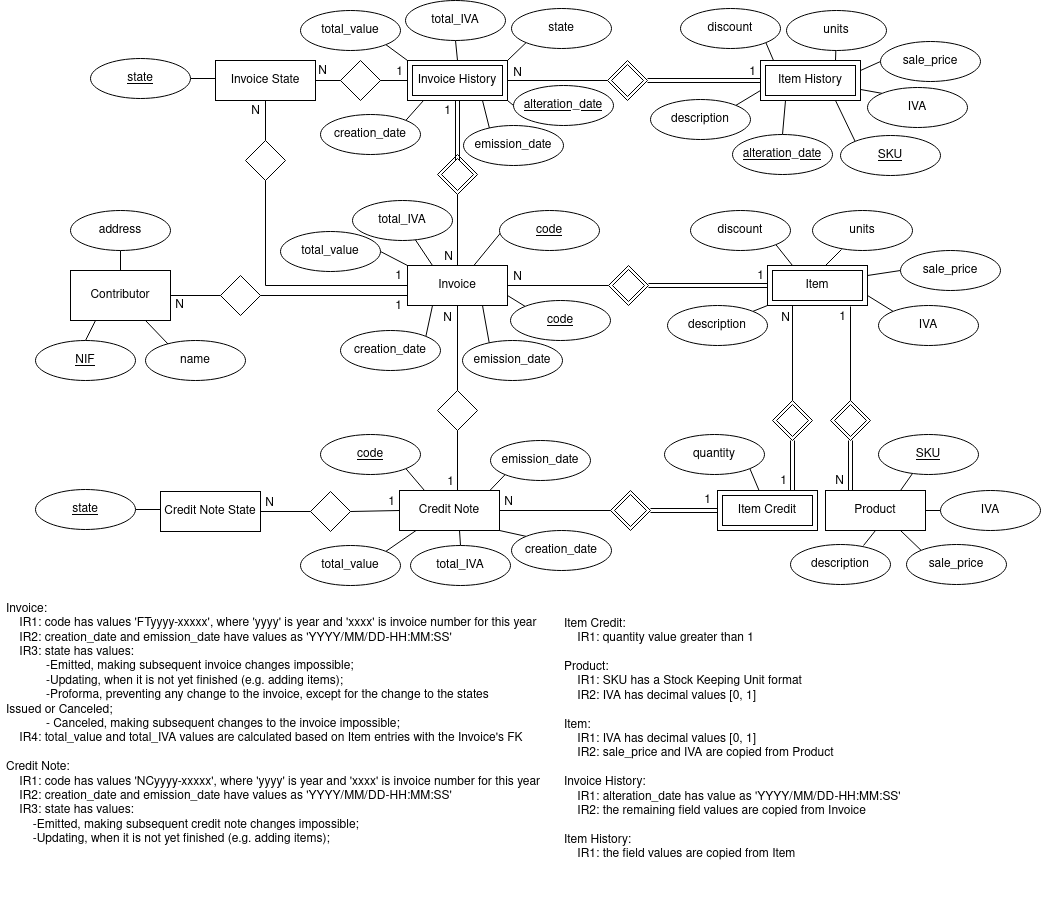 total_value
total_IVA
state
discount
units
state
Invoice State
N
1
Invoice History
N
1
Item History
sale_price
IVA
N
creation_date
1
alteration_date
emission_date
description
alteration_date
SKU
address
total_IVA
code
discount
units
total_value
N
Contributor
N
1
1
Invoice
N
1
Item
sale_price
code
N
description
N
1
IVA
NIF
name
creation_date
emission_date
code
emission_date
quantity
SKU
1
1
N
state
Credit Note State
N
1
Credit Note
N
1
Item Credit
Product
IVA
total_value
total_IVA
creation_date
description
sale_price
Invoice:
IR1: code has values 'FTyyyy-xxxxx', where 'yyyy' is year and 'xxxx' is invoice number for this year
IR2: creation_date and emission_date have values as 'YYYY/MM/DD-HH:MM:SS'
IR3: state has values:
-Emitted, making subsequent invoice changes impossible;
-Updating, when it is not yet finished (e.g. adding items);
-Proforma, preventing any change to the invoice, except for the change to the states
Issued or Canceled;
- Canceled, making subsequent changes to the invoice impossible;
IR4: total_value and total_IVA values are calculated based on Item entries with the Invoice's FK
Credit Note:
IR1: code has values 'NCyyyy-xxxxx', where 'yyyy' is year and 'xxxx' is invoice number for this year
IR2: creation_date and emission_date have values as 'YYYY/MM/DD-HH:MM:SS'
IR3: state has values:
-Emitted, making subsequent credit note changes impossible;
-Updating, when it is not yet finished (e.g. adding items);
Item Credit:
IR1: quantity value greater than 1
Product:
IR1: SKU has a Stock Keeping Unit format
IR2: IVA has decimal values [0, 1]
Item:
IR1: IVA has decimal values [0, 1]
IR2: sale_price and IVA are copied from Product
Invoice History:
IR1: alteration_date has value as 'YYYY/MM/DD-HH:MM:SS'
IR2: the remaining field values are copied from Invoice
Item History:
IR1: the field values are copied from Item